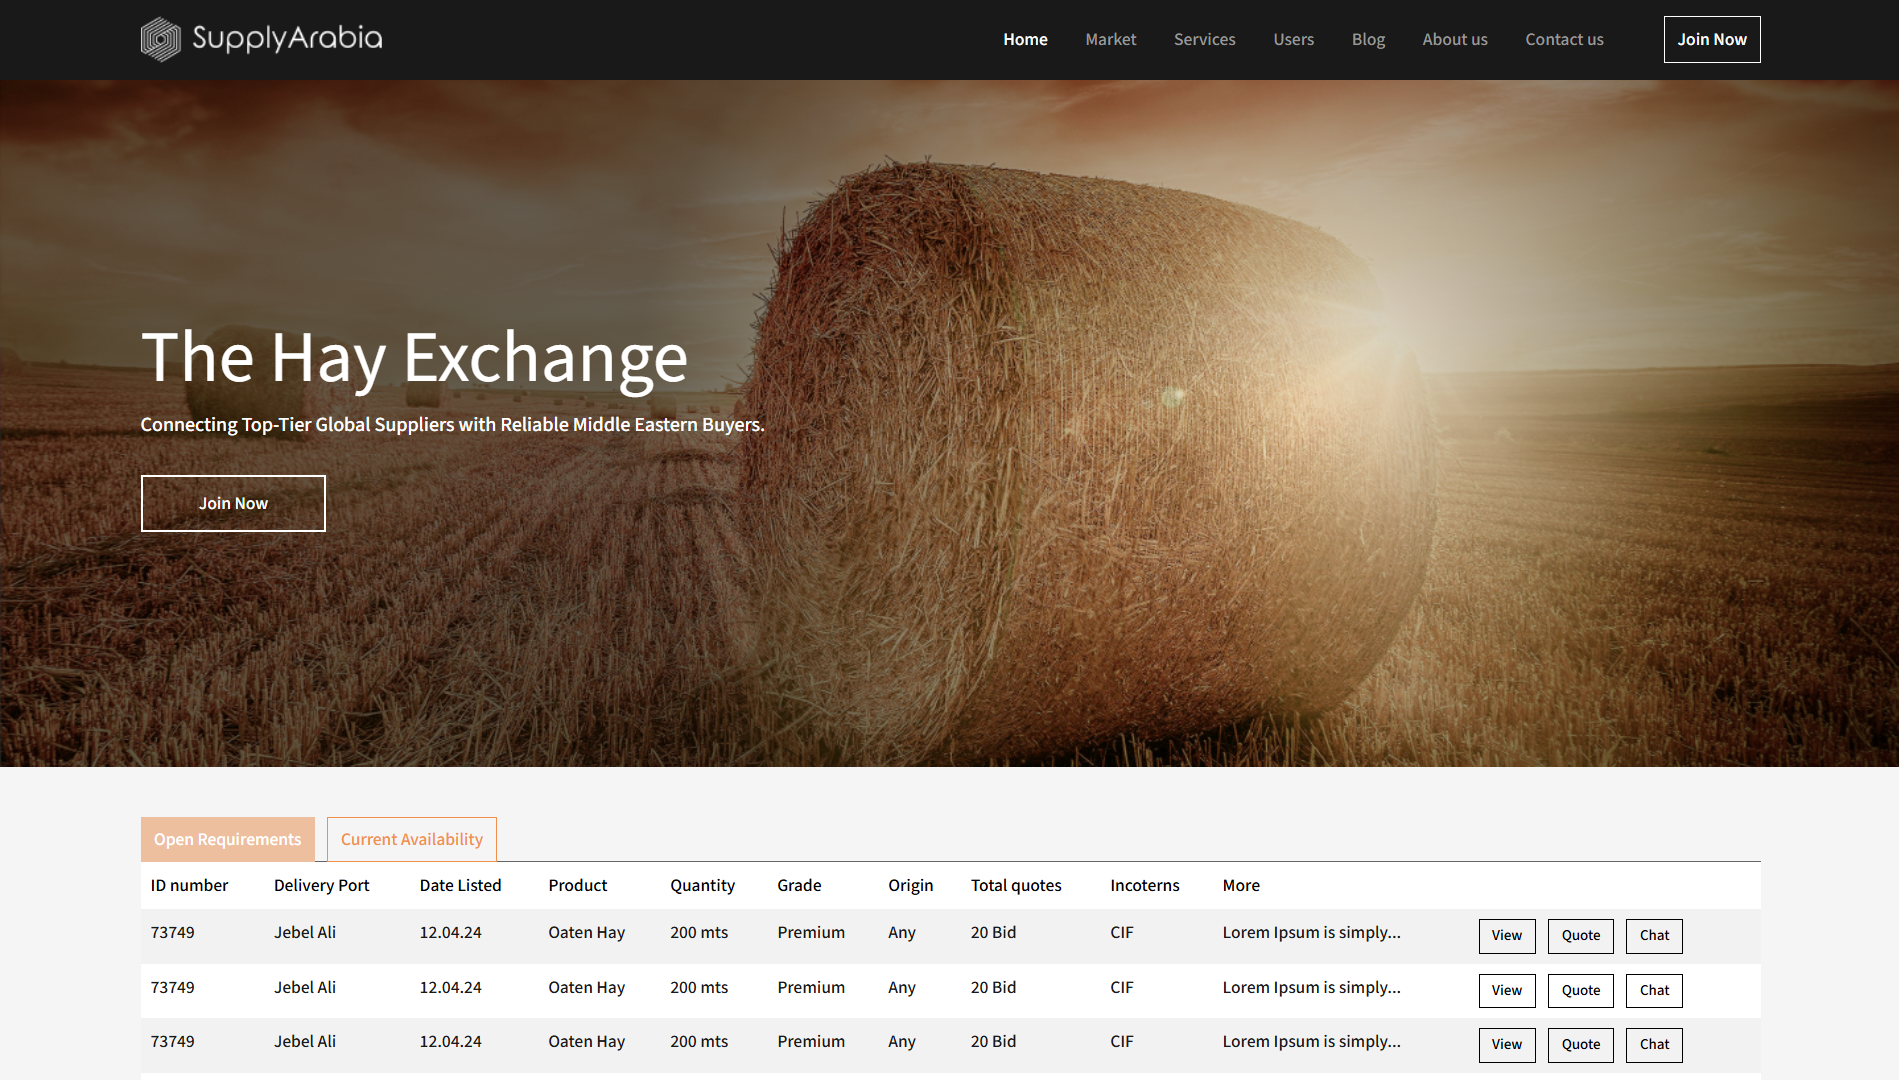 SupplyArabia
Home Market Services Users Blog About us Contact us Join Now
The Hay Exchange
Connecting Top-Tier Global Suppliers with Reliable Middle Eastern Buyers.
Join Now
Open Requirements Current Availability
ID number Delivery Port Date Listed Product Quantity Grade Origin Total quotes Incoterns More
73749 Jebel Ali 12.04.24 Oaten Hay 200 mts Premium Any 20 Bid CIF Lorem Ipsum is simply... View Quote Chat
73749 Jebel Ali 12.04.24 Oaten Hay 200 mts Premium Any 20 Bid CIF Lorem Ipsum is simply... View Quote Chat
73749 Jebel Ali 12.04.24 Oaten Hay 200 mts Premium Any 20 Bid CIF Lorem Ipsum is simply... View Quote Chat